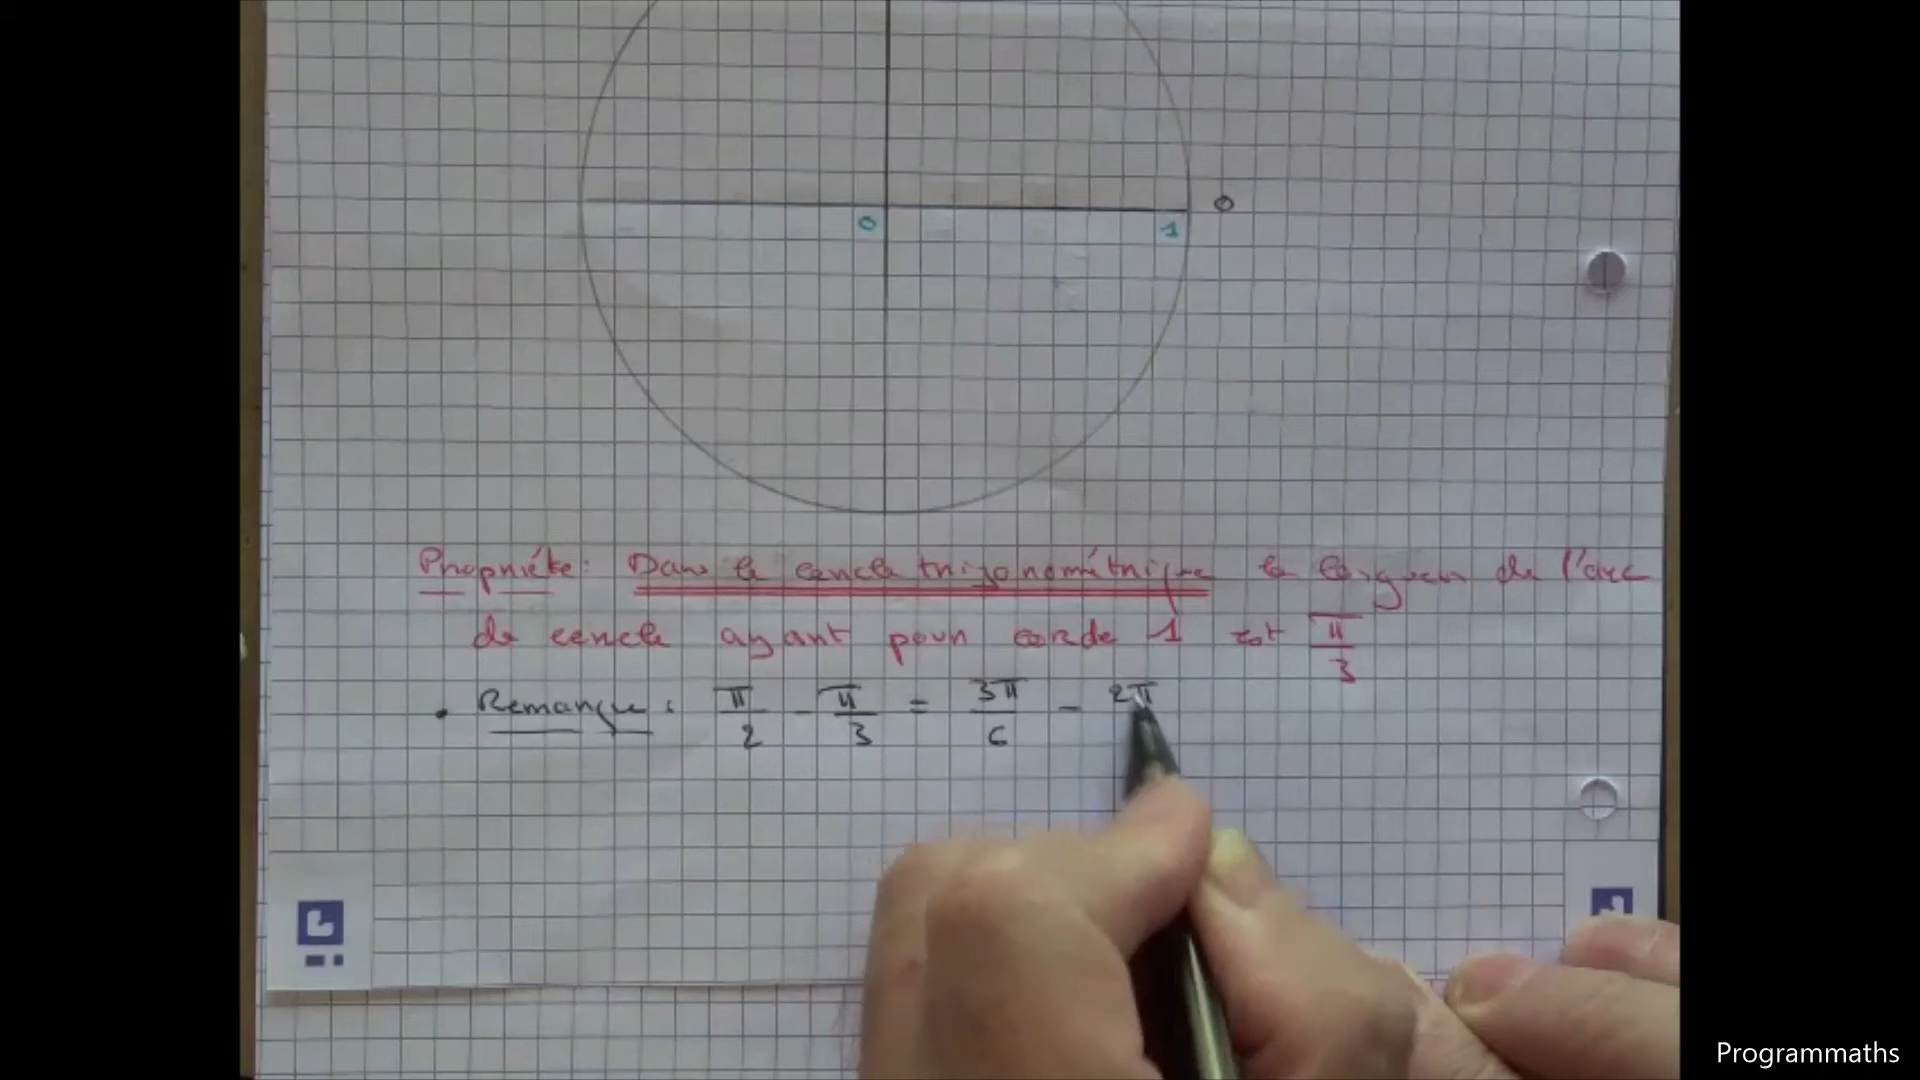 0 1 0
Propriété: Dans le cercle trigonométrique la longueur de l'arc
de cercle ayant pour corde 1 est π/3
• Remarque: π/2 - π/3 = 3π/6 - 2π
Programmaths